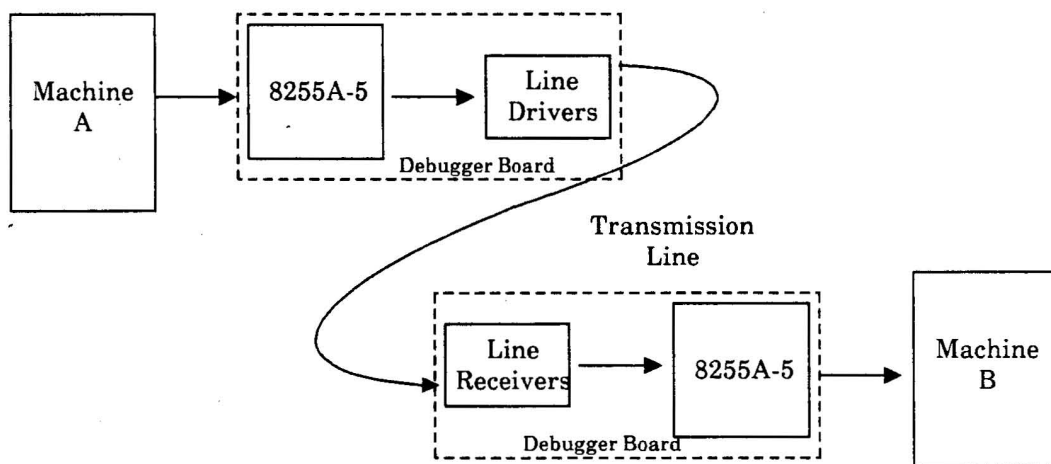 Machine
A
8255A-5
Line
Drivers
Debugger Board
Transmission
Line
Line
Receivers
8255A-5
Debugger Board
Machine
B